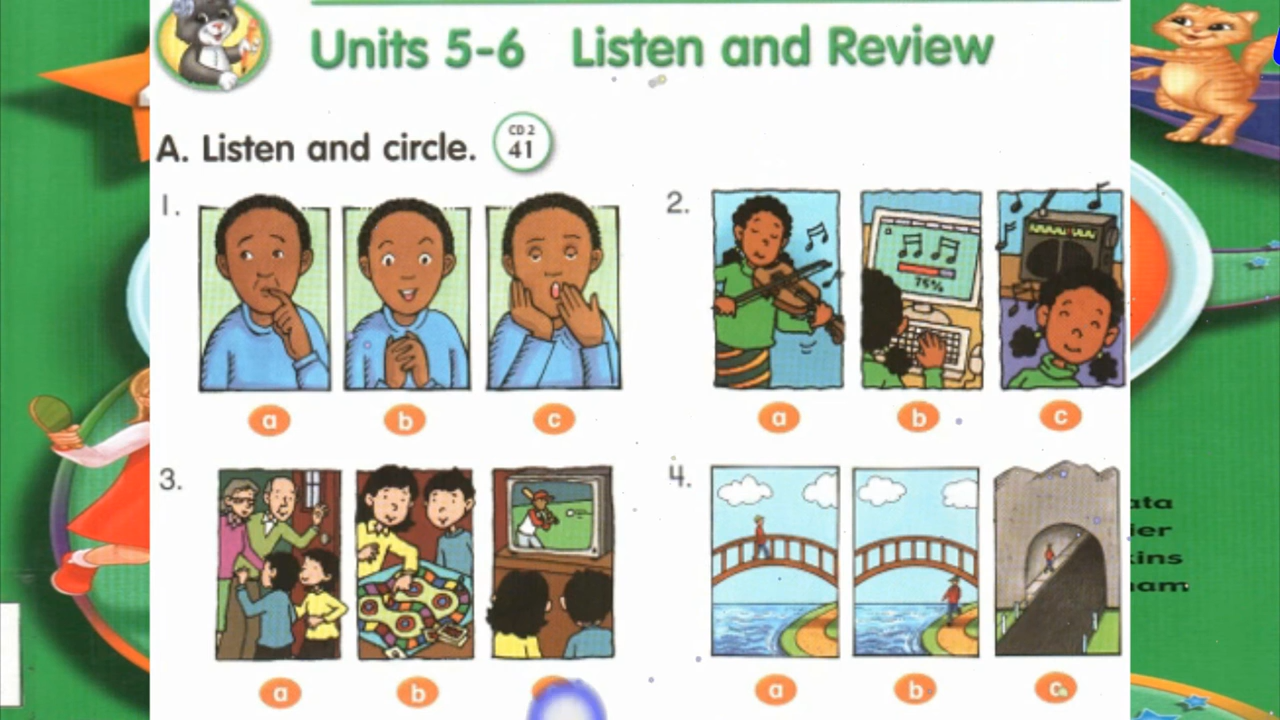 Units 5-6 Listen and Review
A. Listen and circle.
CD 2
41
1.
2.
75%
a
b
c
a
b
c
3.
4.
a
b
a
b
c